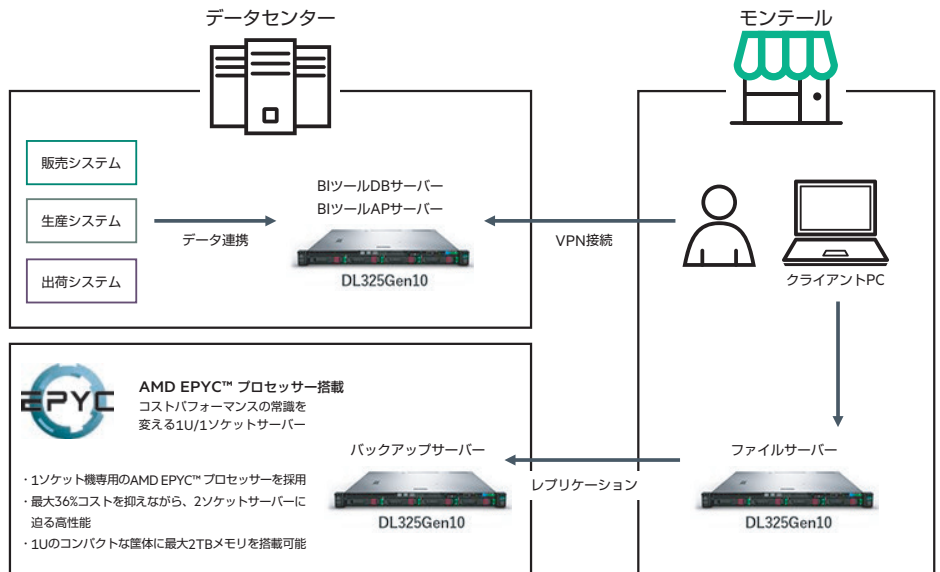 データセンター
モンテール
販売システム
生産システム
出荷システム
データ連携
BIツールDBサーバー
BIツールAPサーバー
DL325Gen10
VPN接続
クライアントPC
EPYC
AMD EPYC™ プロセッサー搭載
コストパフォーマンスの常識を
変える1U/1ソケットサーバー
・1ソケット機専用のAMD EPYC™ プロセッサーを採用
・最大36%コストを抑えながら、2ソケットサーバーに
迫る高性能
・1Uのコンパクトな筐体に最大2TBメモリを搭載可能
バックアップサーバー
DL325Gen10
レプリケーション
ファイルサーバー
DL325Gen10